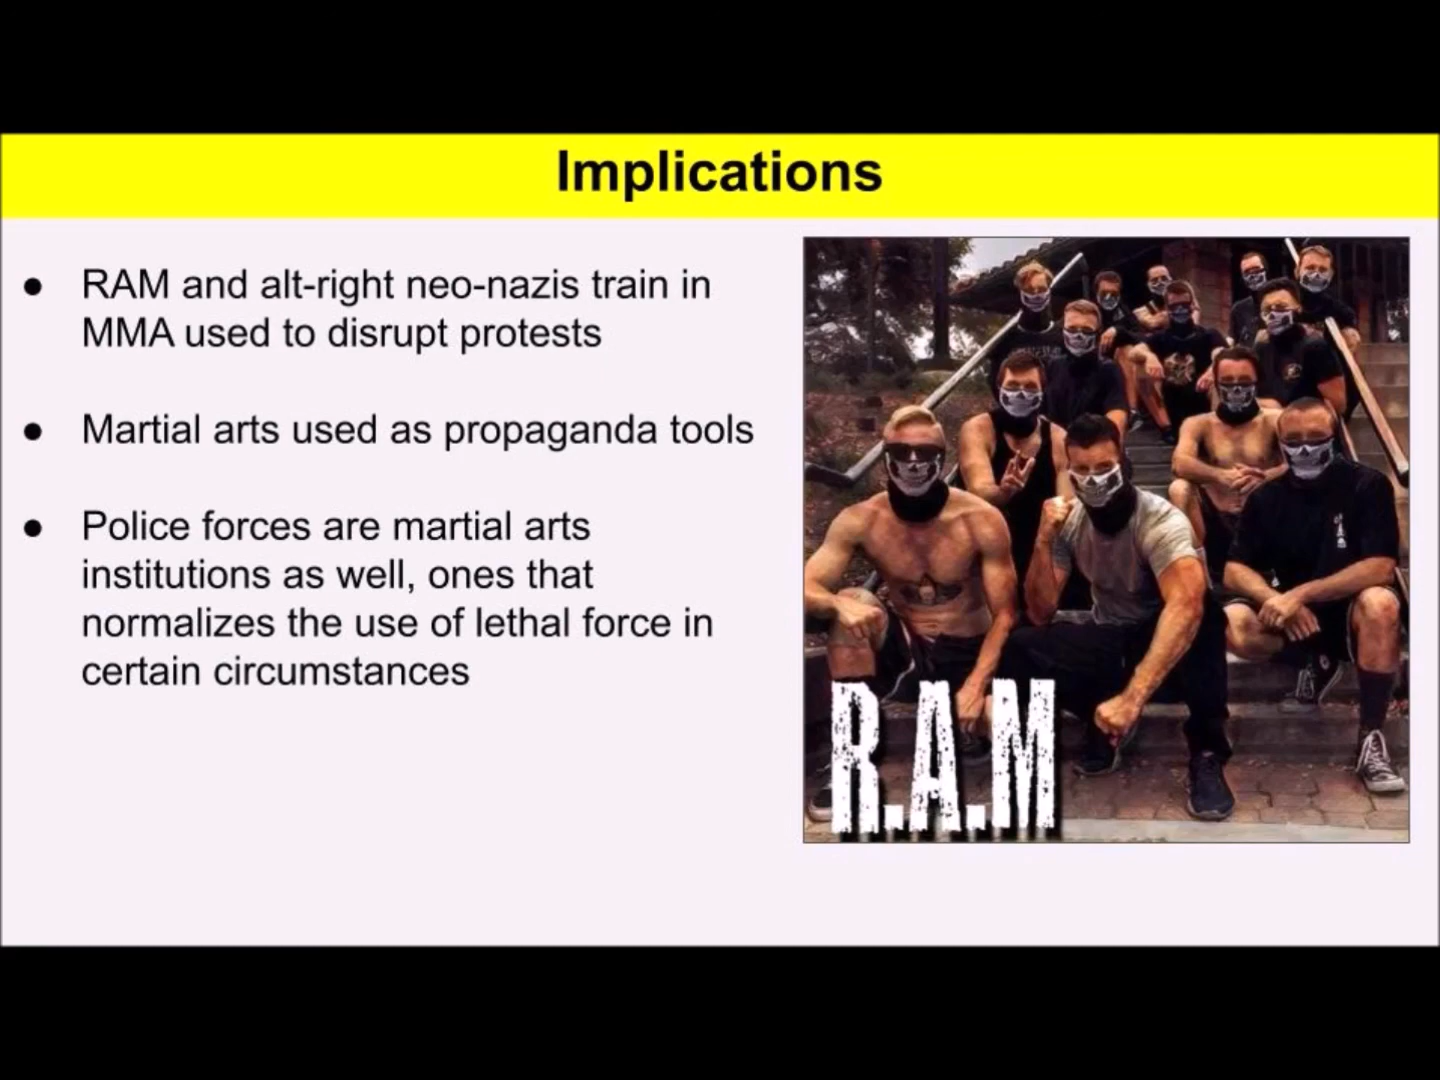 Implications
● RAM and alt-right neo-nazis train in
MMA used to disrupt protests
● Martial arts used as propaganda tools
● Police forces are martial arts
institutions as well, ones that
normalizes the use of lethal force in
certain circumstances
R.A.M